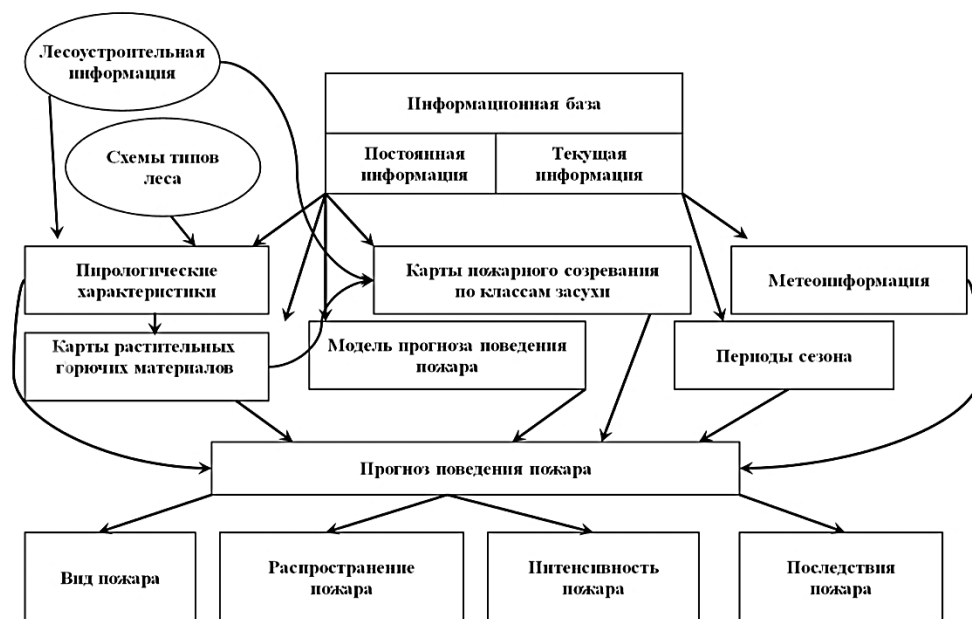 Лесоустроительная
информация
Информационная база
Постоянная
информация
Текущая
информация
Схемы типов
леса
Пирологические
характеристики
Карты пожарного созревания
по классам засухи
Метеоинформация
Карты растительных
горючих материалов
Модель прогноза поведения
пожара
Периоды сезона
Прогноз поведения пожара
Вид пожара
Распространение
пожара
Интенсивность
пожара
Последствия
пожара